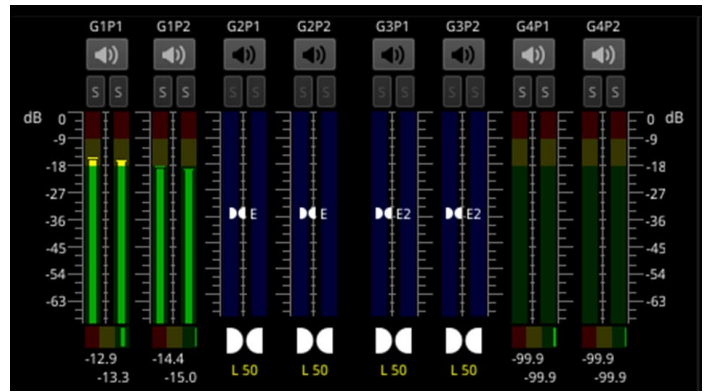 G1P1 G1P2 G2P1 G2P2 G3P1 G3P2 G4P1 G4P2
S S S S S S S S S S S S S S S S
dB 0 0 dB
-9 -9
-18 -18
-27 -27
E E E2 E2
-36 -36
-45 -45
-54 -54
-63 -63
-12.9 -14.4 -99.9 -99.9
L 50 L 50 L 50 L 50
-13.3 -15.0 -99.9 -99.9